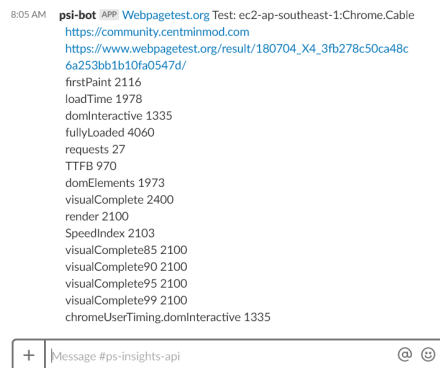 8:05 AM psi-bot APP Webpagetest.org Test: ec2-ap-southeast-1:Chrome.Cable
https://community.centminmod.com
https://www.webpagetest.org/result/180704_X4_3fb278c50ca48c
6a253bb1b10fa0547d/
firstPaint 2116
loadTime 1978
domInteractive 1335
fullyLoaded 4060
requests 27
TTFB 970
domElements 1973
visualComplete 2400
render 2100
SpeedIndex 2103
visualComplete85 2100
visualComplete90 2100
visualComplete95 2100
visualComplete99 2100
chromeUserTiming.domInteractive 1335
+ Message #ps-insights-api @